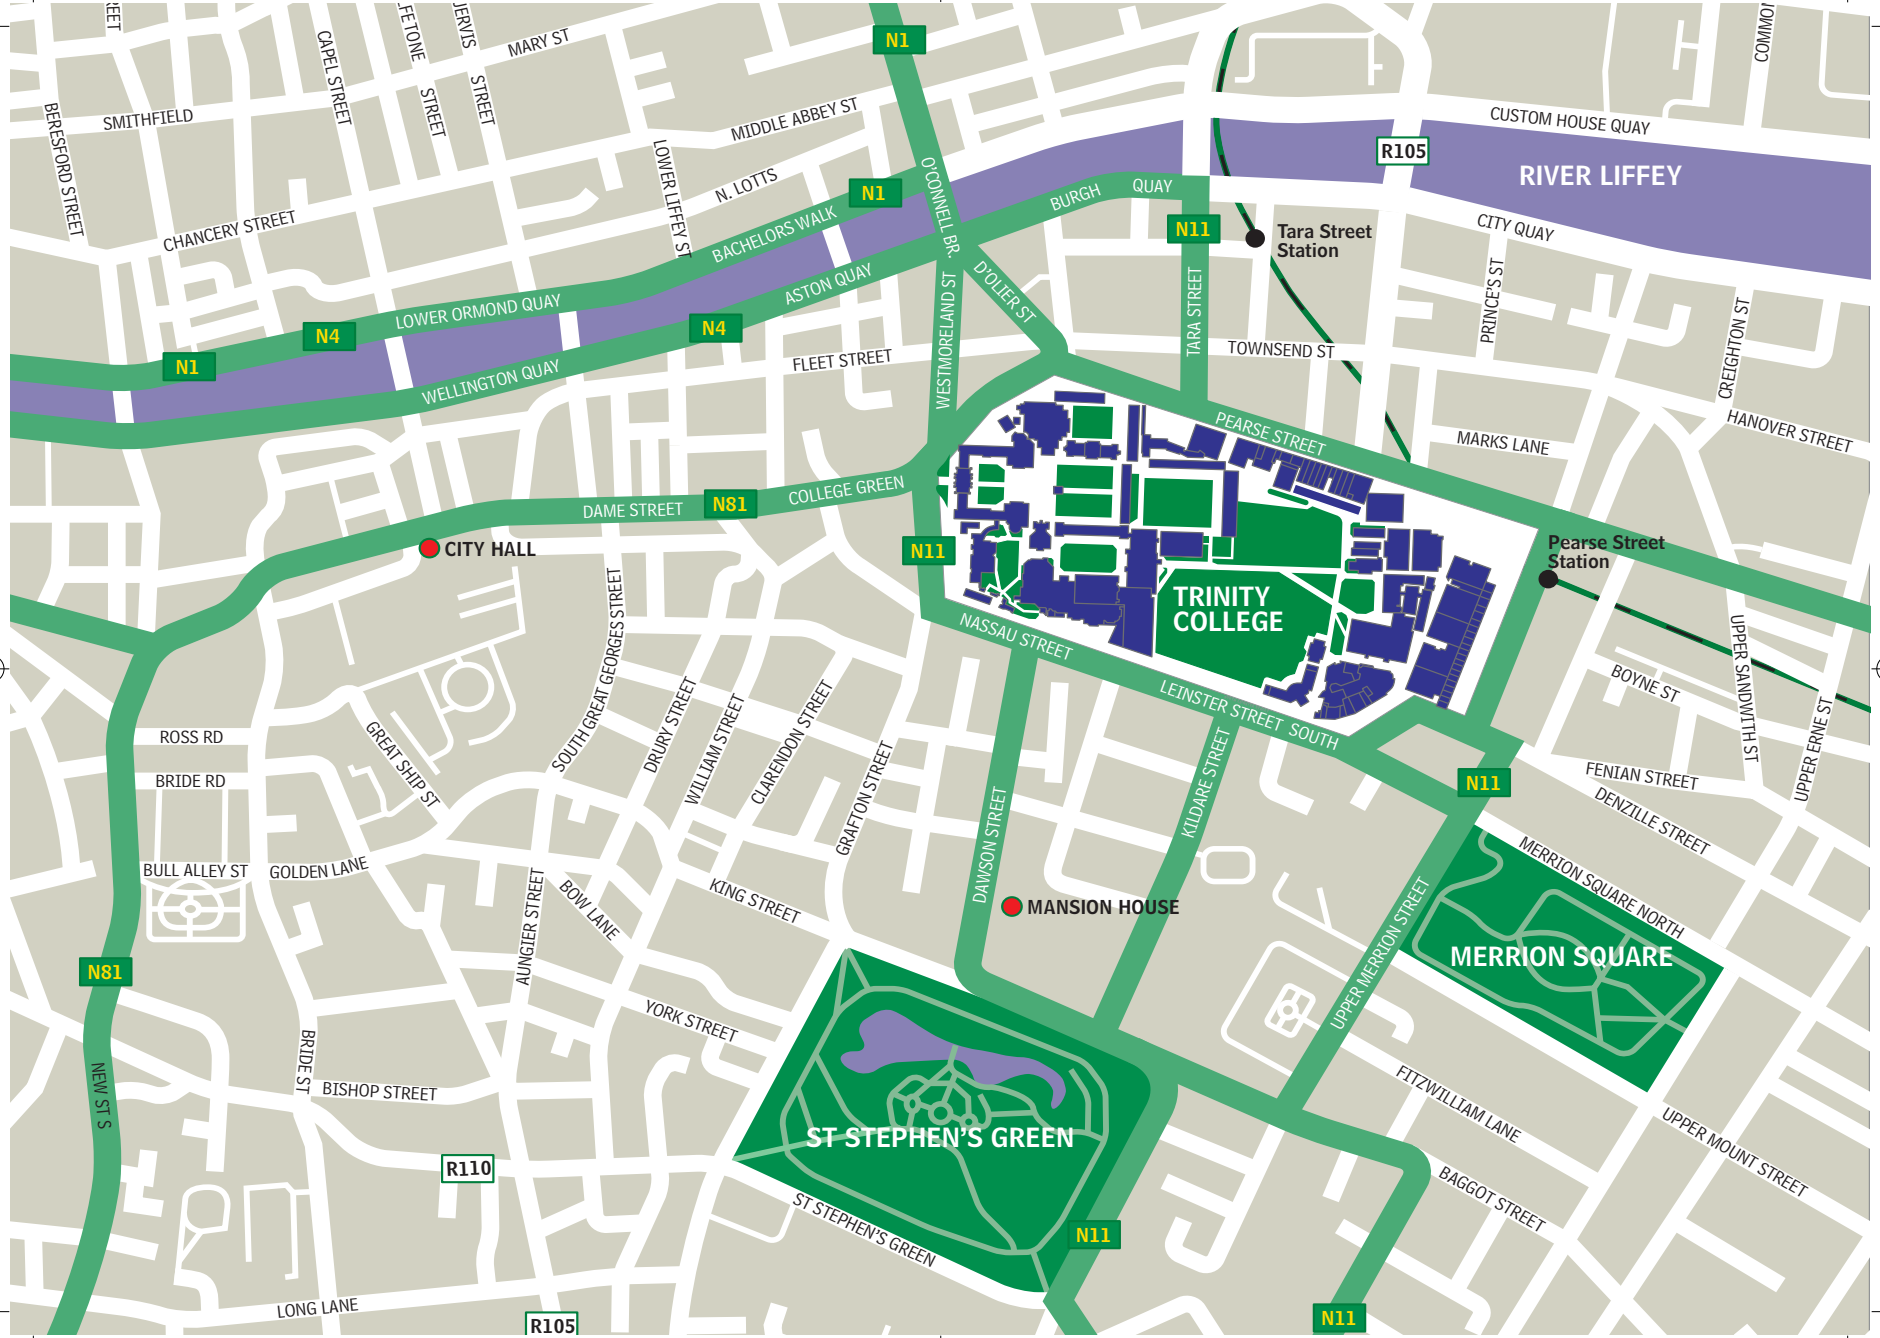 N1
MARY ST
CAPEL STREET
STREET
STREET
SMITHFIELD
BERESFORD STREET
MIDDLE ABBEY ST
CUSTOM HOUSE QUAY
R105
RIVER LIFFEY
LOWER LIFFEY ST
N. LOTTS
N1
O'CONNELL BR.
BURGH
QUAY
CHANCERY STREET
BACHELORS WALK
N11
Tara Street
Station
CITY QUAY
ASTON QUAY
D'OLIER ST
WESTMORELAND ST
TARA STREET
PRINCE'S ST
CREIGHTON ST
LOWER ORMOND QUAY
N4
N4
N1
WELLINGTON QUAY
FLEET STREET
TOWNSEND ST
HANOVER STREET
MARKS LANE
PEARSE STREET
COLLEGE GREEN
N81
DAME STREET
CITY HALL
N11
Pearse Street
Station
TRINITY
COLLEGE
NASSAU STREET
LEINSTER STREET SOUTH
SOUTH GREAT GEORGES STREET
DRURY STREET
WILLIAM STREET
CLARENDON STREET
GRAFTON STREET
UPPER SANDWITH ST
BOYNE ST
UPPER ERNE ST
ROSS RD
BRIDE RD
GREAT SHIP ST
KILDARE STREET
DAWSON STREET
N11
FENIAN STREET
DENZILLE STREET
BULL ALLEY ST
GOLDEN LANE
AUNGIER STREET
BOW LANE
KING STREET
MANSION HOUSE
UPPER MERRION STREET
MERRION SQUARE NORTH
MERRION SQUARE
N81
YORK STREET
NEW ST S
BRIDE ST
BISHOP STREET
FITZWILLIAM LANE
UPPER MOUNT STREET
ST STEPHEN'S GREEN
R110
BAGGOT STREET
ST STEPHEN'S GREEN
N11
LONG LANE
R105
N11